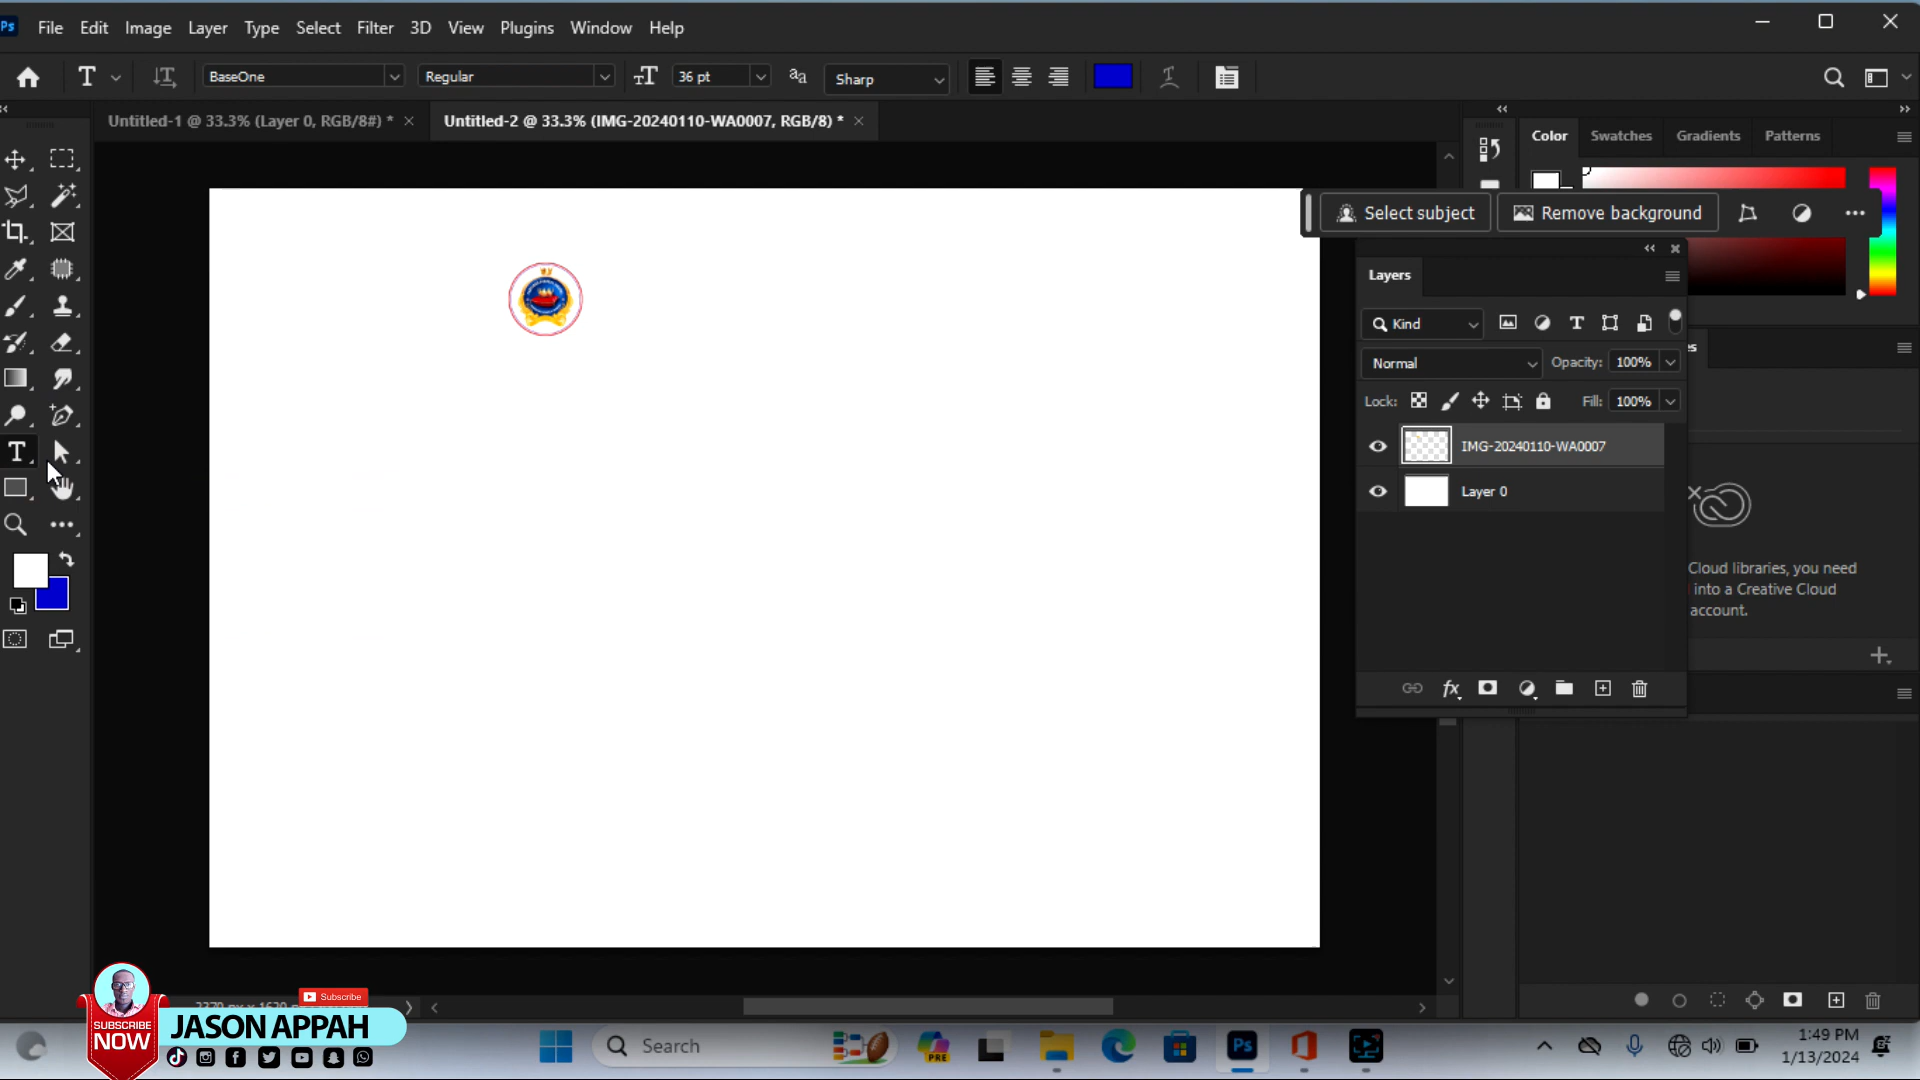 Ps File Edit Image Layer Type Select Filter 3D View Plugins Window Help
T BaseOne Regular 36 pt Sharp
Untitled-1 @ 33.3% (Layer 0, RGB/8#) * Untitled-2 @ 33.3% (IMG-20240110-WA0007, RGB/8) *
Color Swatches Gradients Patterns
Select subject Remove background
Layers
Kind
Normal Opacity: 100%
Lock: Fill: 100%
IMG-20240110-WA0007
Layer 0
Cloud libraries, you need
into a Creative Cloud
account.
Subscribe
SUBSCRIBE
NOW
JASON APPAH
Search
PRE
Ps
1:49 PM
1/13/2024